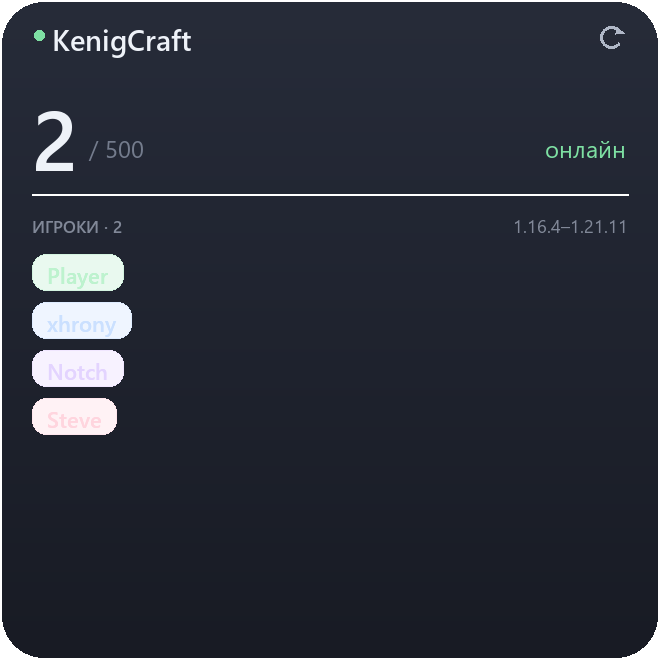 KenigCraft
2 / 500
онлайн
ИГРОКИ · 2
1.16.4–1.21.11
Player
xhrony
Notch
Steve